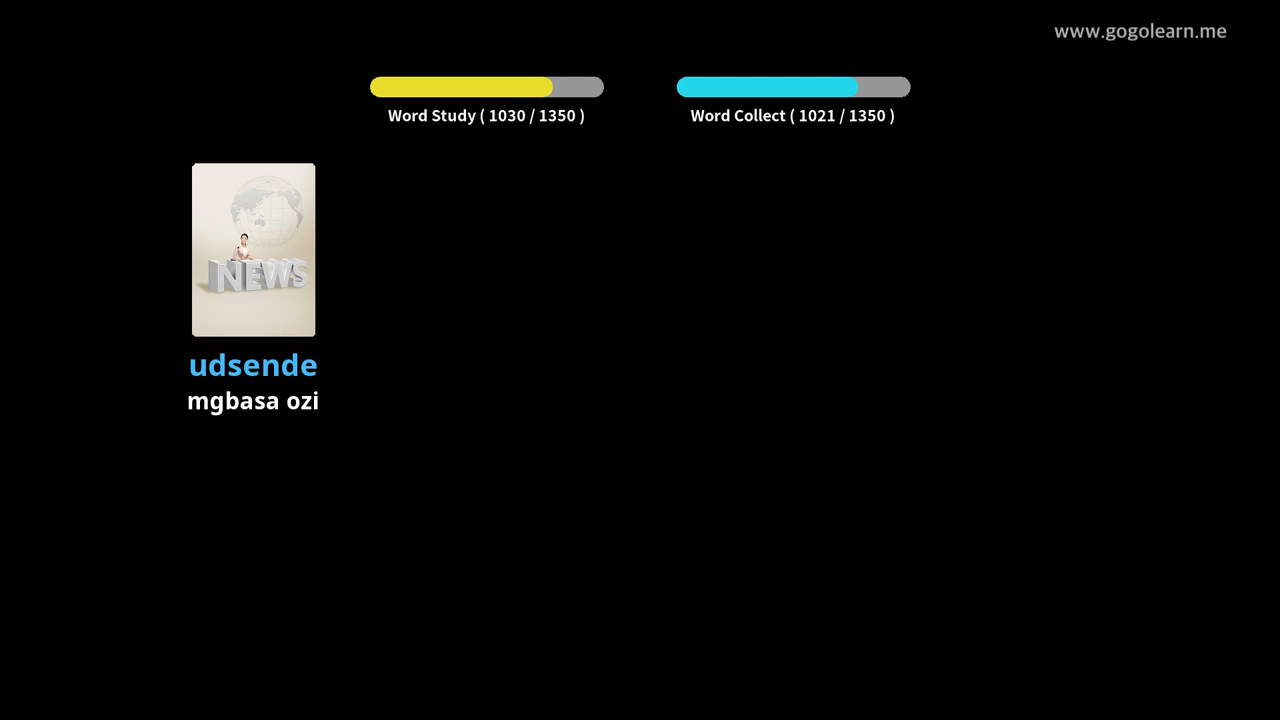 www.gogolearn.me
Word Study ( 1030 / 1350 )
Word Collect ( 1021 / 1350 )
NEWS
udsende
mgbasa ozi